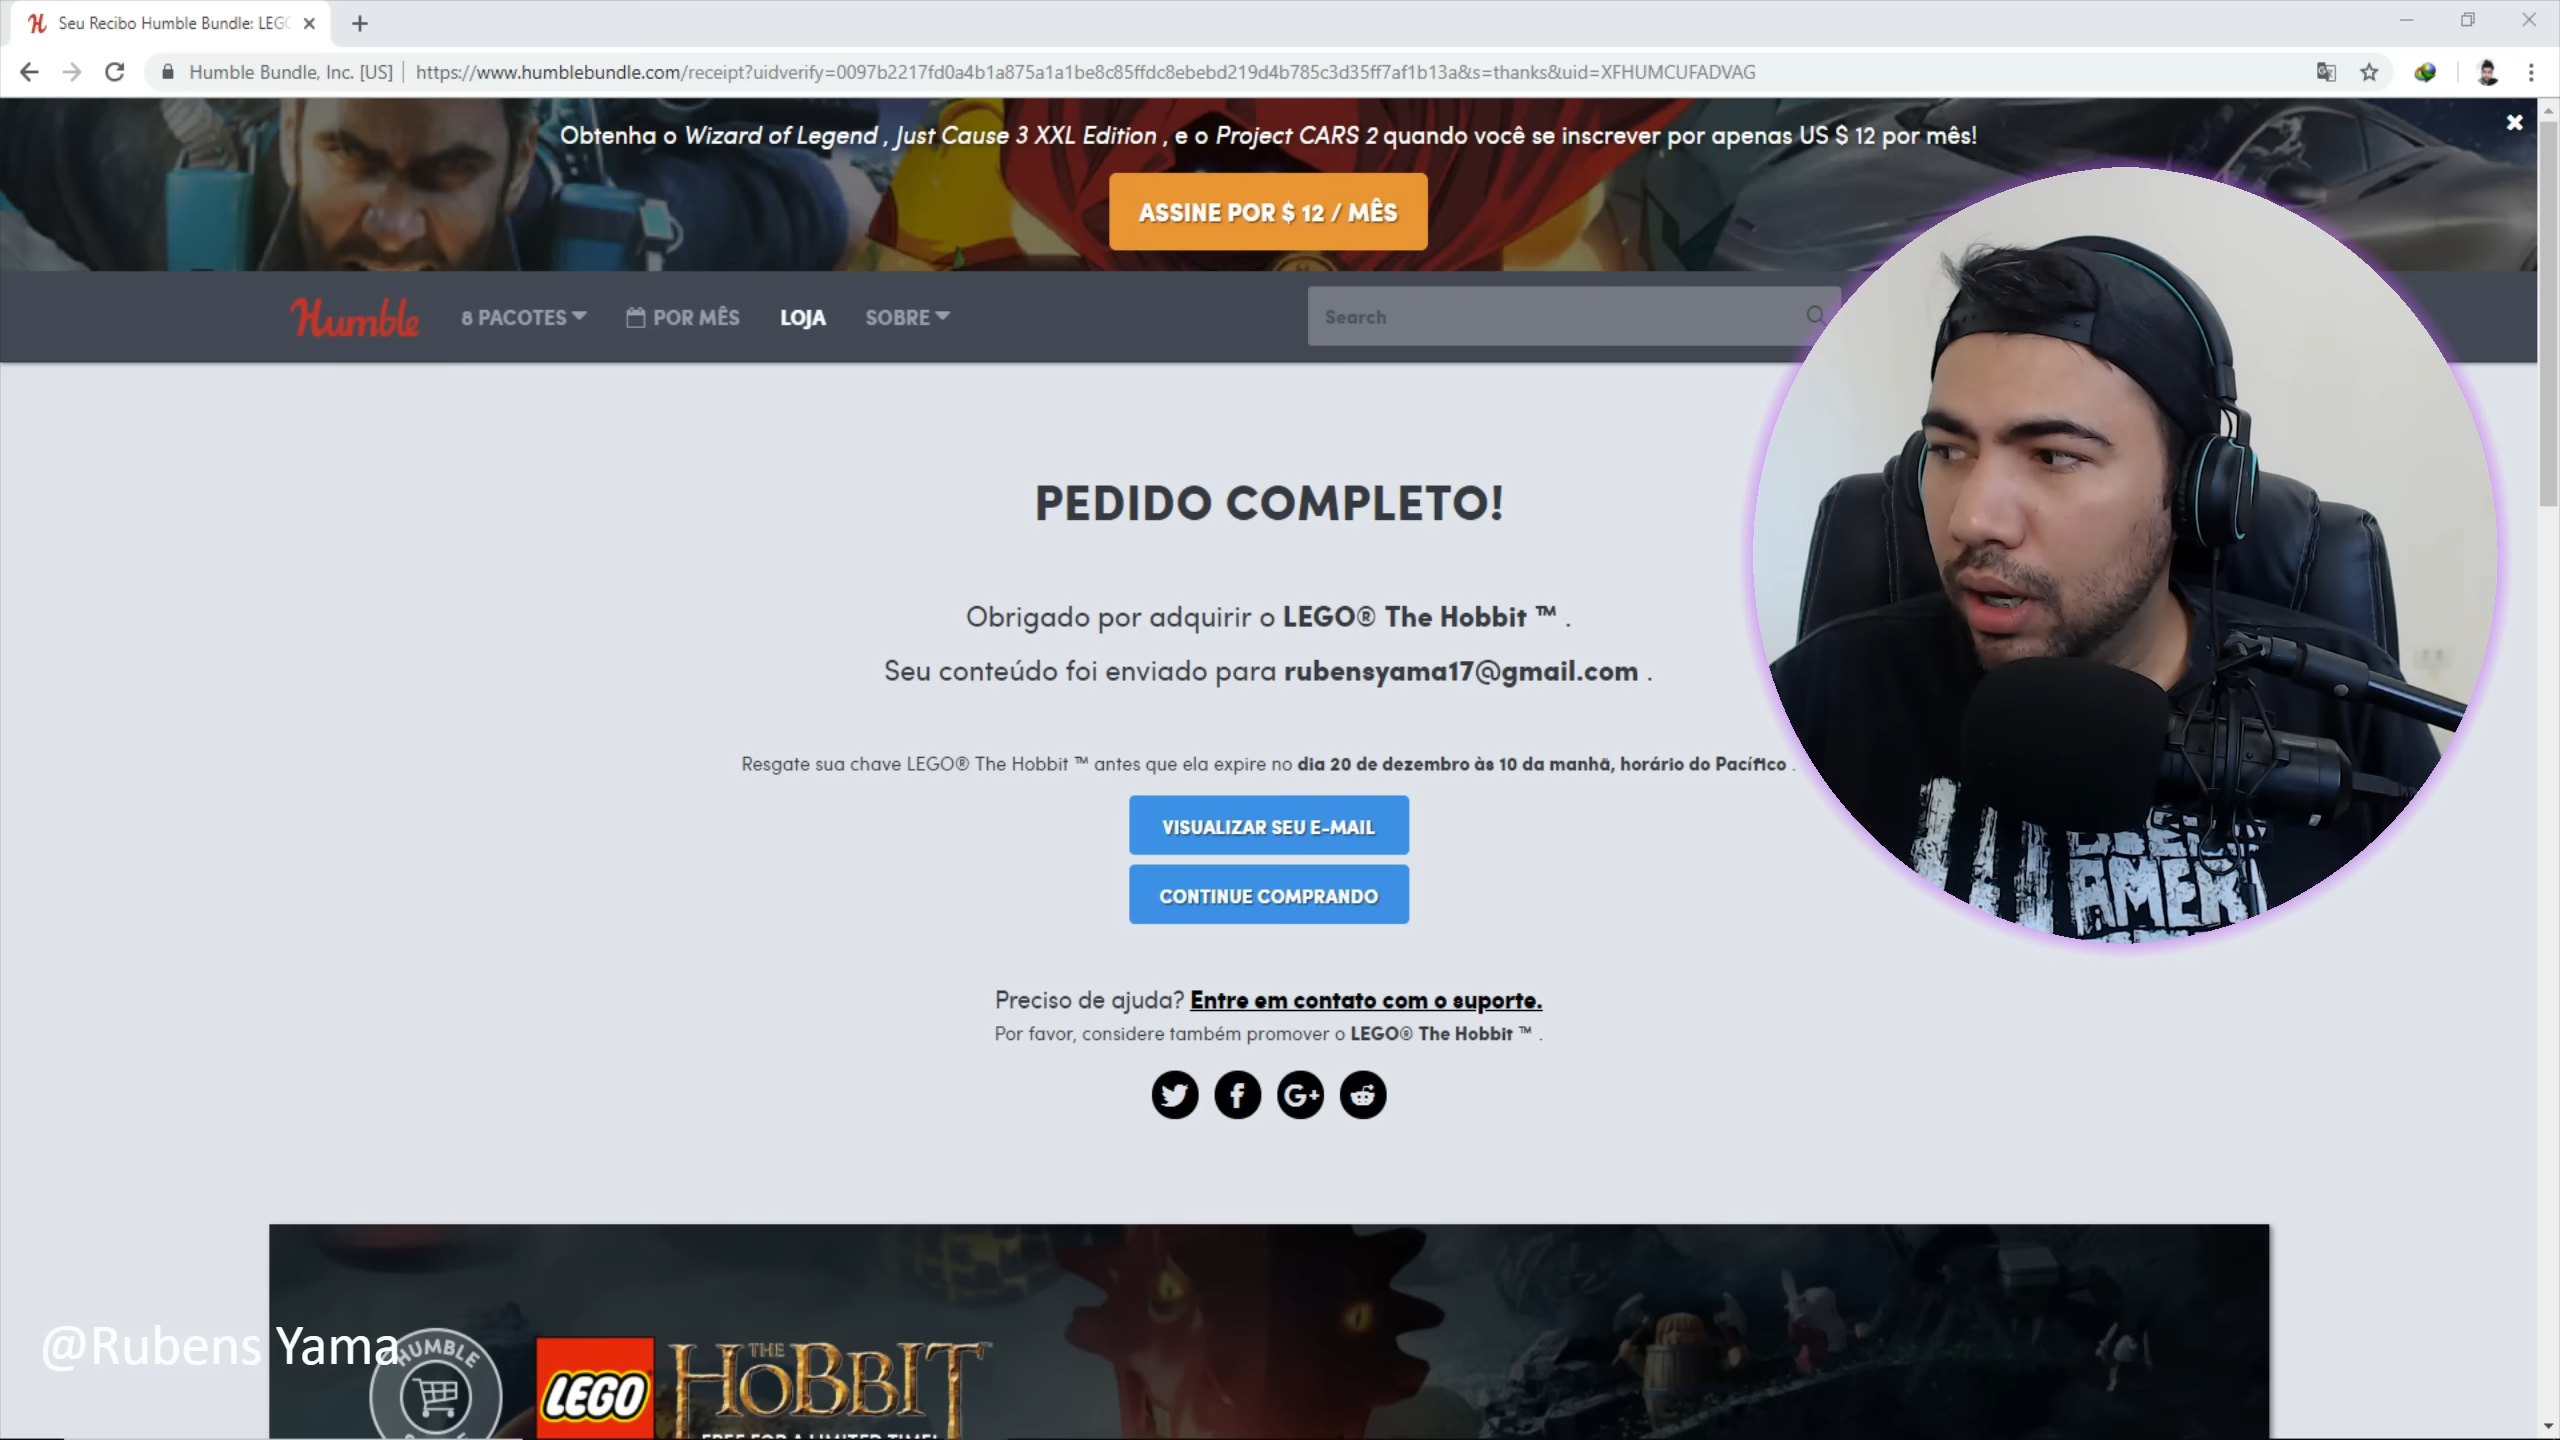 Seu Recibo Humble Bundle: LEGO
Humble Bundle, Inc. [US] | https://www.humblebundle.com/receipt?uidverify=0097b2217fd0a4b1a875a1a1be8c85ffdc8ebebd219d4b785c3d35ff7af1b13a&s=thanks&uid=XFHUMCUFADVAG
Obtenha o Wizard of Legend , Just Cause 3 XXL Edition , e o Project CARS 2 quando você se inscrever por apenas US $ 12 por mês!
ASSINE POR $ 12 / MÊS
Humble 8 PACOTES POR MÊS LOJA SOBRE Search
PEDIDO COMPLETO!
Obrigado por adquirir o LEGO® The Hobbit ™ .
Seu conteúdo foi enviado para rubensyama17@gmail.com .
Resgate sua chave LEGO® The Hobbit ™ antes que ela expire no dia 20 de dezembro às 10 da manhã, horário do Pacífico .
VISUALIZAR SEU E-MAIL
CONTINUE COMPRANDO
Preciso de ajuda? Entre em contato com o suporte.
Por favor, considere também promover o LEGO® The Hobbit ™ .
G+
@Rubens Yama
HUMBLE
LEGO
THE HOBBIT™
FREE FOR A LIMITED TIME!